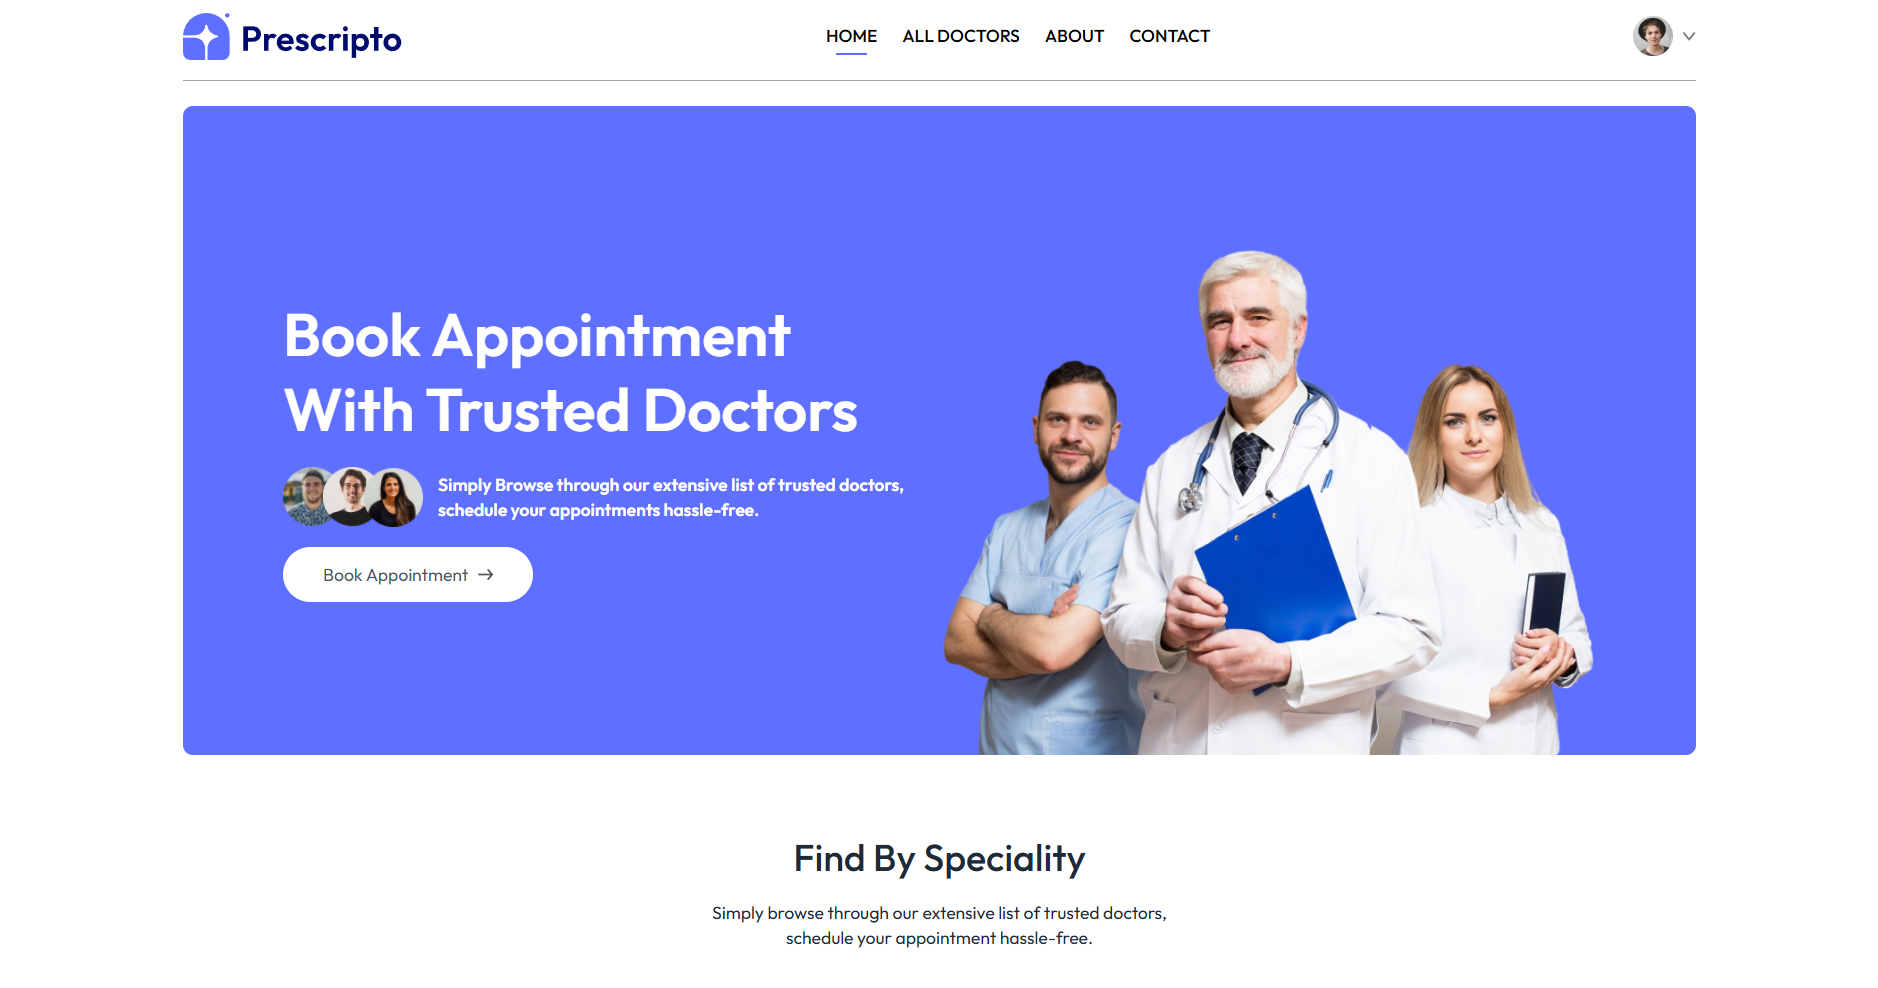 Prescripto
HOME
ALL DOCTORS
ABOUT
CONTACT
Book Appointment
With Trusted Doctors
Simply Browse through our extensive list of trusted doctors,
schedule your appointments hassle-free.
Book Appointment →
Find By Speciality
Simply browse through our extensive list of trusted doctors,
schedule your appointment hassle-free.